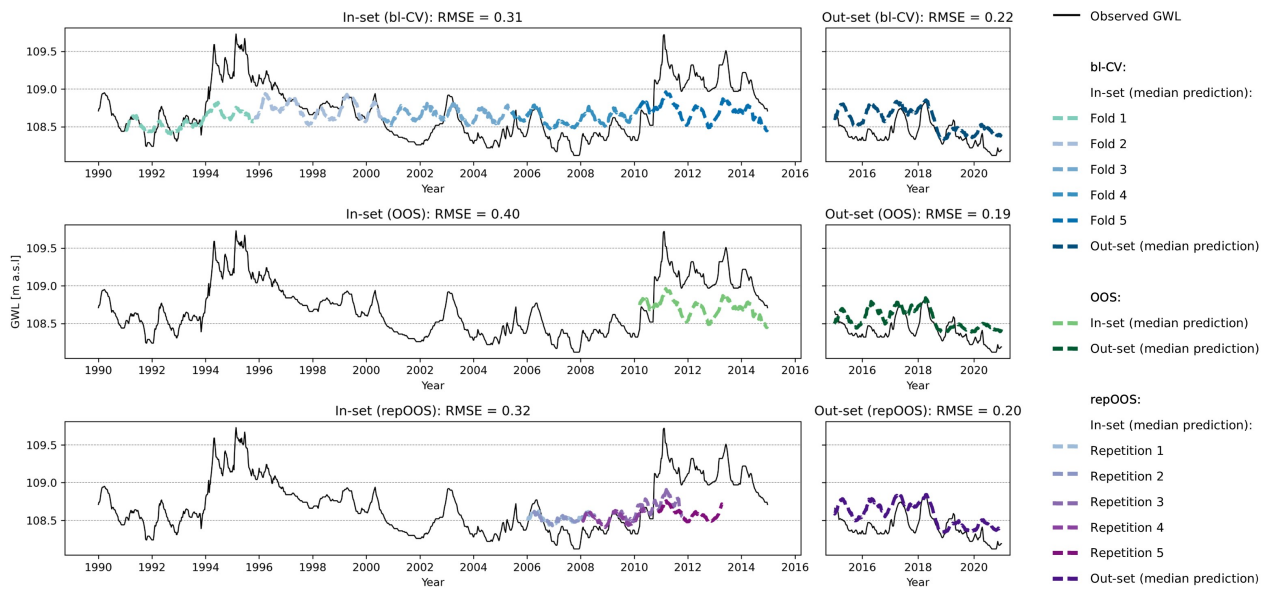 In-set (bl-CV): RMSE = 0.31
109.5
109.0
108.5
1990 1992 1994 1996 1998 2000 2002 2004 2006 2008 2010 2012 2014 2016
Year
Out-set (bl-CV): RMSE = 0.22
2016 2018 2020
Year
In-set (OOS): RMSE = 0.40
GWL [m a.s.l]
109.5
109.0
108.5
1990 1992 1994 1996 1998 2000 2002 2004 2006 2008 2010 2012 2014 2016
Year
Out-set (OOS): RMSE = 0.19
2016 2018 2020
Year
In-set (repOOS): RMSE = 0.32
109.5
109.0
108.5
1990 1992 1994 1996 1998 2000 2002 2004 2006 2008 2010 2012 2014 2016
Year
Out-set (repOOS): RMSE = 0.20
2016 2018 2020
Year
Observed GWL
bl-CV:
In-set (median prediction):
Fold 1
Fold 2
Fold 3
Fold 4
Fold 5
Out-set (median prediction)
OOS:
In-set (median prediction)
Out-set (median prediction)
repOOS:
In-set (median prediction):
Repetition 1
Repetition 2
Repetition 3
Repetition 4
Repetition 5
Out-set (median prediction)